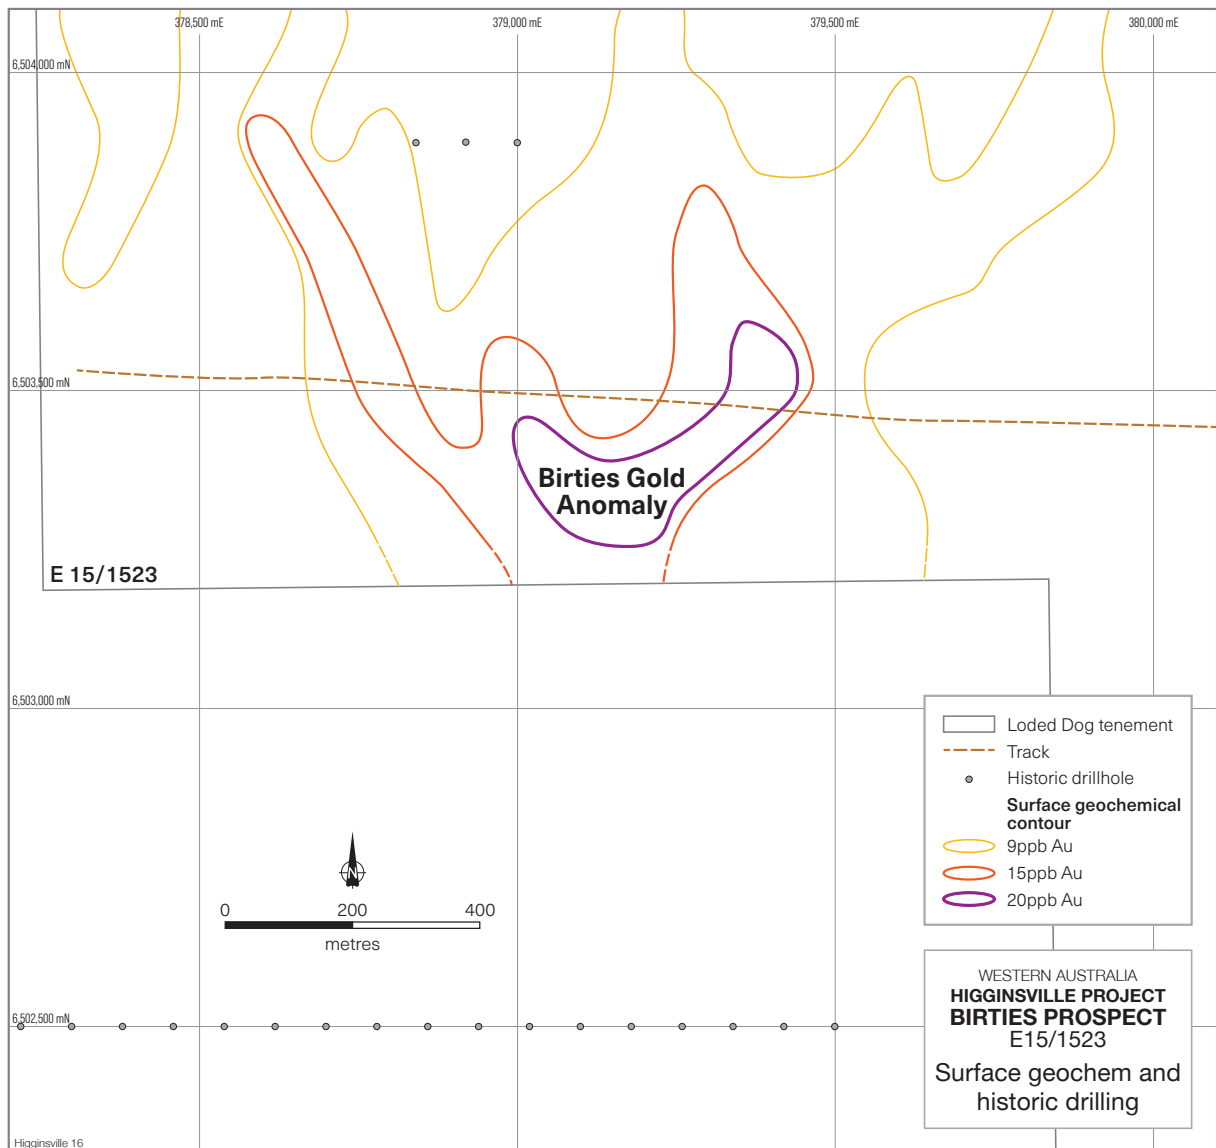 378,500 mE
379,000 mE
379,500 mE
380,000 mE
6,504,000 mN
6,503,500 mN
Birties Gold
Anomaly
E 15/1523
6,503,000 mN
Loded Dog tenement
Track
Historic drillhole
Surface geochemical
contour
9ppb Au
15ppb Au
20ppb Au
N
0 200 400
metres
WESTERN AUSTRALIA
HIGGINSVILLE PROJECT
BIRTIES PROSPECT
E15/1523
Surface geochem and
historic drilling
6,502,500 mN
Higginsville 16